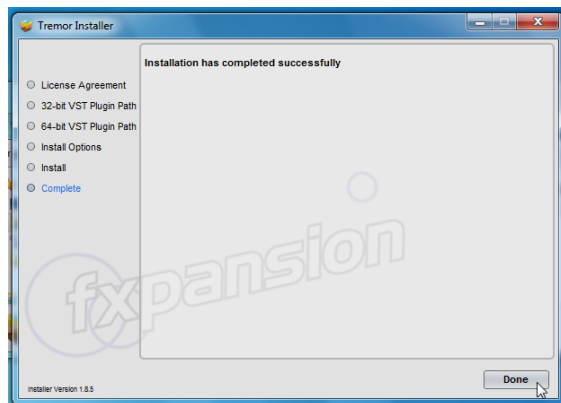 Tremor Installer
Installation has completed successfully
License Agreement
32-bit VST Plugin Path
64-bit VST Plugin Path
Install Options
Install
Complete
fxpansion
Done
Installer Version 1.8.5